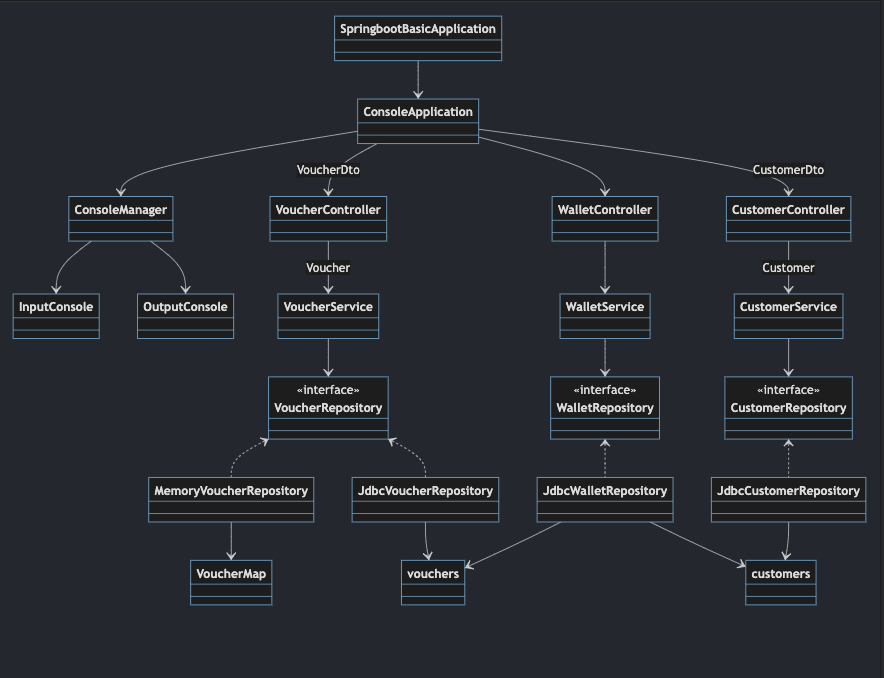 SpringbootBasicApplication
ConsoleApplication
VoucherDto
CustomerDto
ConsoleManager
VoucherController
WalletController
CustomerController
Voucher
Customer
InputConsole
OutputConsole
VoucherService
WalletService
CustomerService
«interface»
VoucherRepository
«interface»
WalletRepository
«interface»
CustomerRepository
MemoryVoucherRepository
JdbcVoucherRepository
JdbcWalletRepository
JdbcCustomerRepository
VoucherMap
vouchers
customers